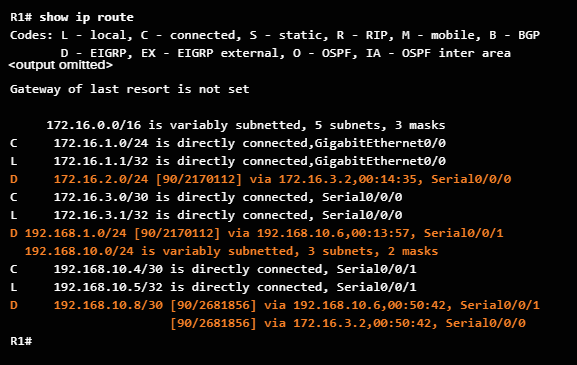 R1# show ip route
Codes: L - local, C - connected, S - static, R - RIP, M - mobile, B - BGP
D - EIGRP, EX - EIGRP external, O - OSPF, IA - OSPF inter area
<output omitted>
Gateway of last resort is not set
172.16.0.0/16 is variably subnetted, 5 subnets, 3 masks
C 172.16.1.0/24 is directly connected,GigabitEthernet0/0
L 172.16.1.1/32 is directly connected,GigabitEthernet0/0
D 172.16.2.0/24 [90/2170112] via 172.16.3.2,00:14:35, Serial0/0/0
C 172.16.3.0/30 is directly connected, Serial0/0/0
L 172.16.3.1/32 is directly connected, Serial0/0/0
D 192.168.1.0/24 [90/2170112] via 192.168.10.6,00:13:57, Serial0/0/1
192.168.10.0/24 is variably subnetted, 3 subnets, 2 masks
C 192.168.10.4/30 is directly connected, Serial0/0/1
L 192.168.10.5/32 is directly connected, Serial0/0/1
D 192.168.10.8/30 [90/2681856] via 192.168.10.6,00:50:42, Serial0/0/1
[90/2681856] via 172.16.3.2,00:50:42, Serial0/0/0
R1#